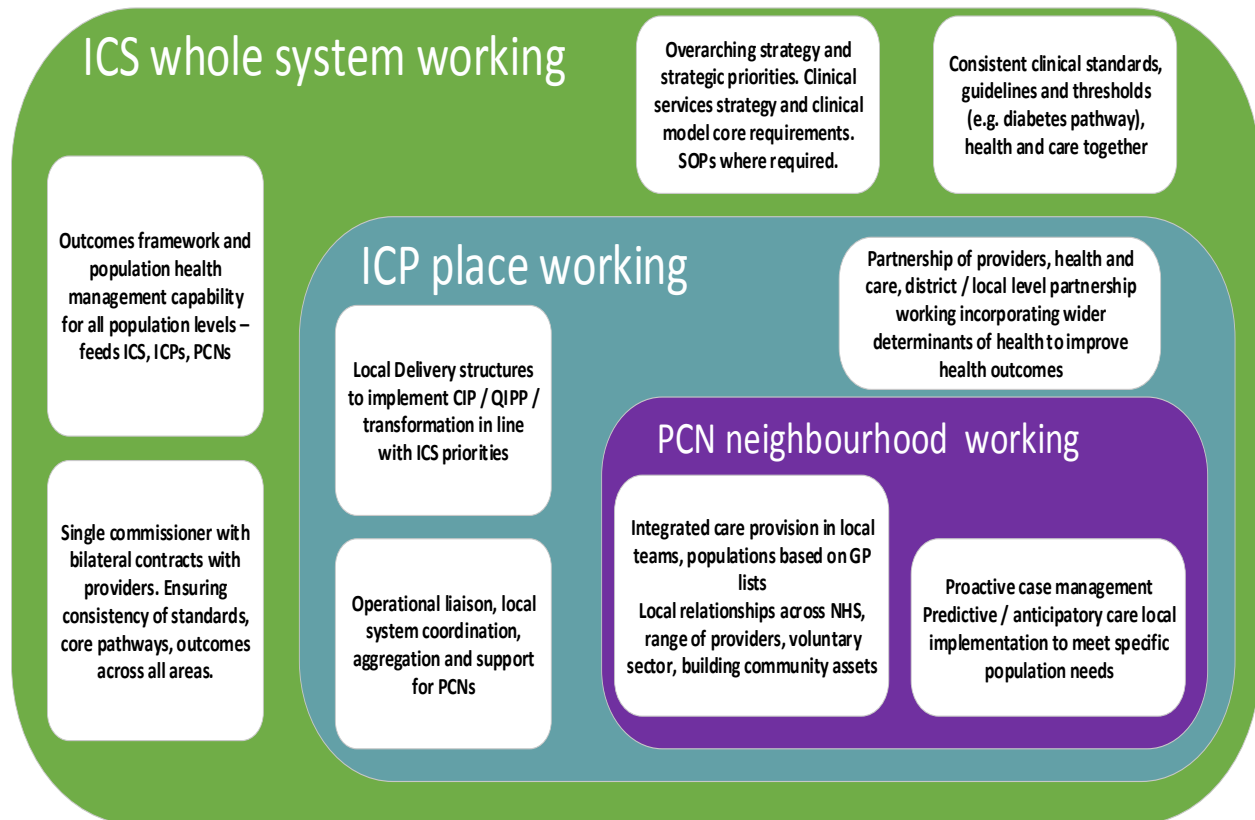 ICS whole system working
Overarching strategy and
strategic priorities. Clinical
services strategy and clinical
model core requirements.
SOPs where required.
Consistent clinical standards,
guidelines and thresholds
(e.g. diabetes pathway),
health and care together
Outcomes framework and
population health
management capability
for all population levels –
feeds ICS, ICPs, PCNs
Single commissioner with
bilateral contracts with
providers. Ensuring
consistency of standards,
core pathways, outcomes
across all areas.
ICP place working
Partnership of providers, health and
care, district / local level partnership
working incorporating wider
determinants of health to improve
health outcomes
Local Delivery structures
to implement CIP / QIPP /
transformation in line
with ICS priorities
Operational liaison, local
system coordination,
aggregation and support
for PCNs
PCN neighbourhood working
Integrated care provision in local
teams, populations based on GP
lists
Local relationships across NHS,
range of providers, voluntary
sector, building community assets
Proactive case management
Predictive / anticipatory care local
implementation to meet specific
population needs